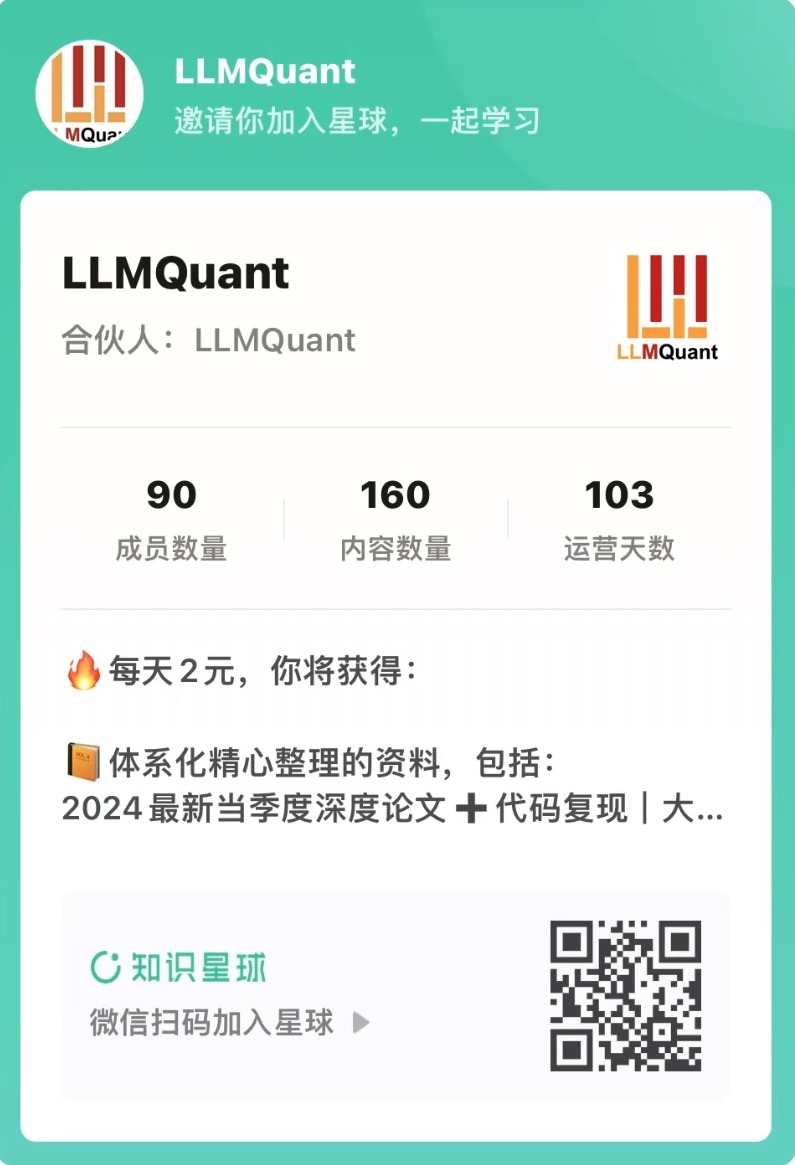 LLMQuant
邀请你加入星球，一起学习
LLMQuant
合伙人：LLMQuant
LLMQuant
90
160
103
成员数量
内容数量
运营天数
🔥每天2元，你将获得：
📔体系化精心整理的资料，包括：
2024最新当季度深度论文➕代码复现｜大...
知识星球
微信扫码加入星球